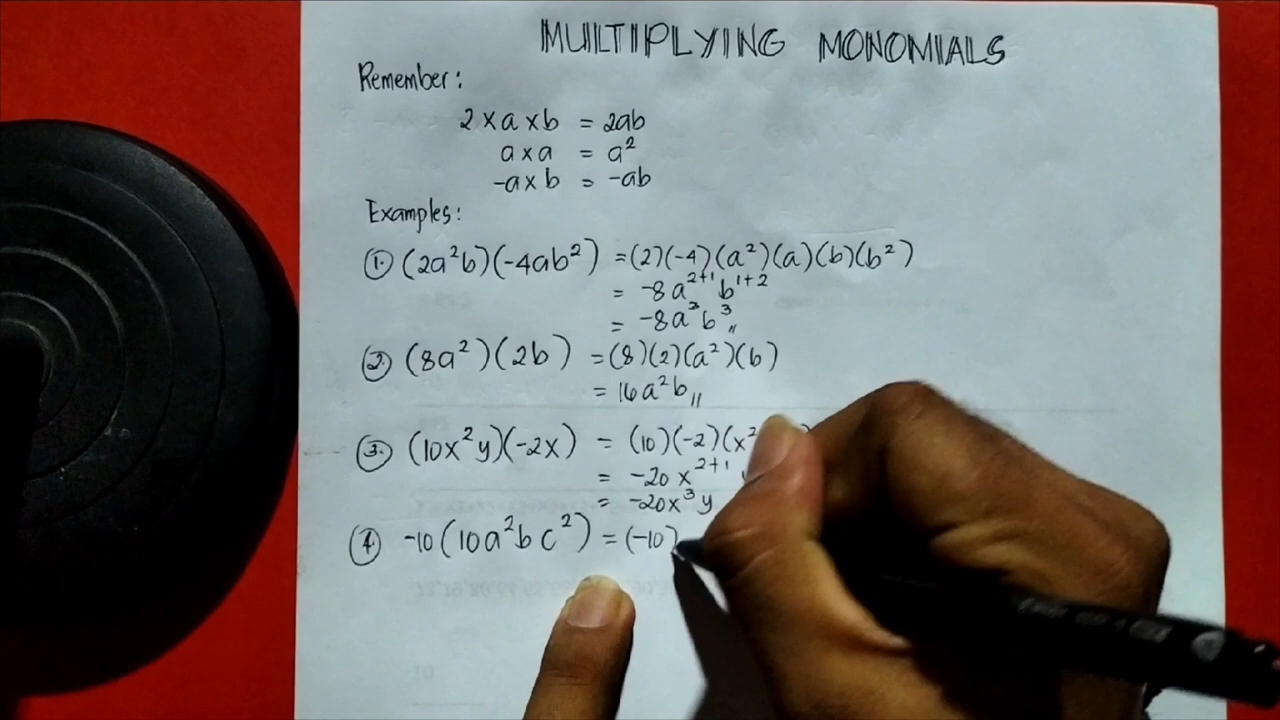 MULTIPLYING MONOMIALS
Remember:
2 × a × b = 2ab
a × a = a²
-a × b = -ab
Examples:
① (2a²b)(-4ab²) = (2)(-4)(a²)(a)(b)(b²)
= -8a²⁺¹b¹⁺²
= -8a³b³〃
② (8a²)(2b) = (8)(2)(a²)(b)
= 16a²b〃
③ (10x²y)(-2x) = (10)(-2)(x²
= -20x²⁺¹
= -20x³y
④ -10(10a²bc²) = (-10)